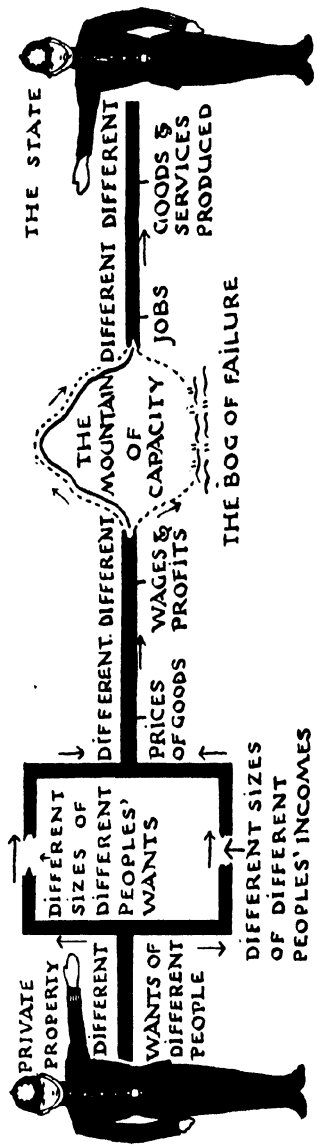 PRIVATE
PROPERTY
DIFFERENT
WANTS OF
DIFFERENT
PEOPLE
DIFFERENT
SIZES OF
DIFFERENT
PEOPLES'
WANTS
DIFFERENT SIZES
OF DIFFERENT
PEOPLES' INCOMES
DIFFERENT
PRICES
OF GOODS
DIFFERENT
WAGES &
PROFITS
THE
MOUNTAIN
OF
CAPACITY
THE BOG OF FAILURE
DIFFERENT
JOBS
DIFFERENT
GOODS &
SERVICES
PRODUCED
THE STATE